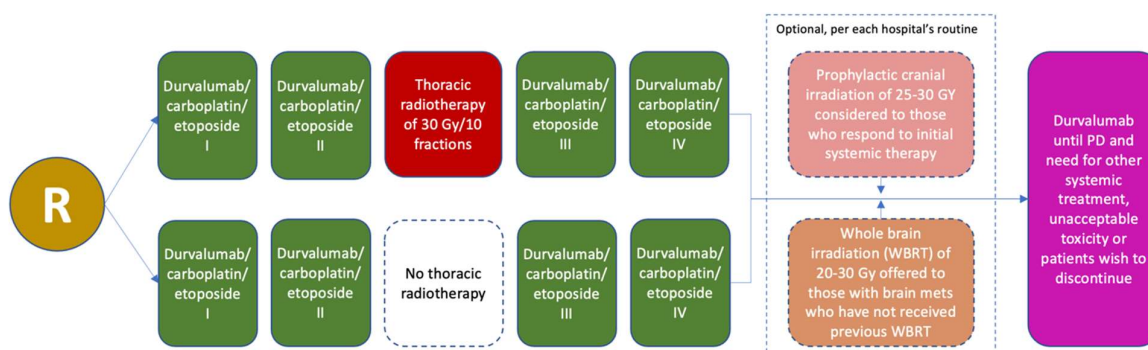 Optional, per each hospital's routine
R
Durvalumab/
carboplatin/
etoposide
I
Durvalumab/
carboplatin/
etoposide
II
Thoracic
radiotherapy
of 30 Gy/10
fractions
Durvalumab/
carboplatin/
etoposide
III
Durvalumab/
carboplatin/
etoposide
IV
Prophylactic cranial
irradiation of 25-30 GY
considered to those
who respond to initial
systemic therapy
Durvalumab/
carboplatin/
etoposide
I
Durvalumab/
carboplatin/
etoposide
II
No thoracic
radiotherapy
Durvalumab/
carboplatin/
etoposide
III
Durvalumab/
carboplatin/
etoposide
IV
Whole brain
irradiation (WBRT) of
20-30 Gy offered to
those with brain mets
who have not received
previous WBRT
Durvalumab
until PD and
need for other
systemic
treatment,
unacceptable
toxicity or
patients wish to
discontinue